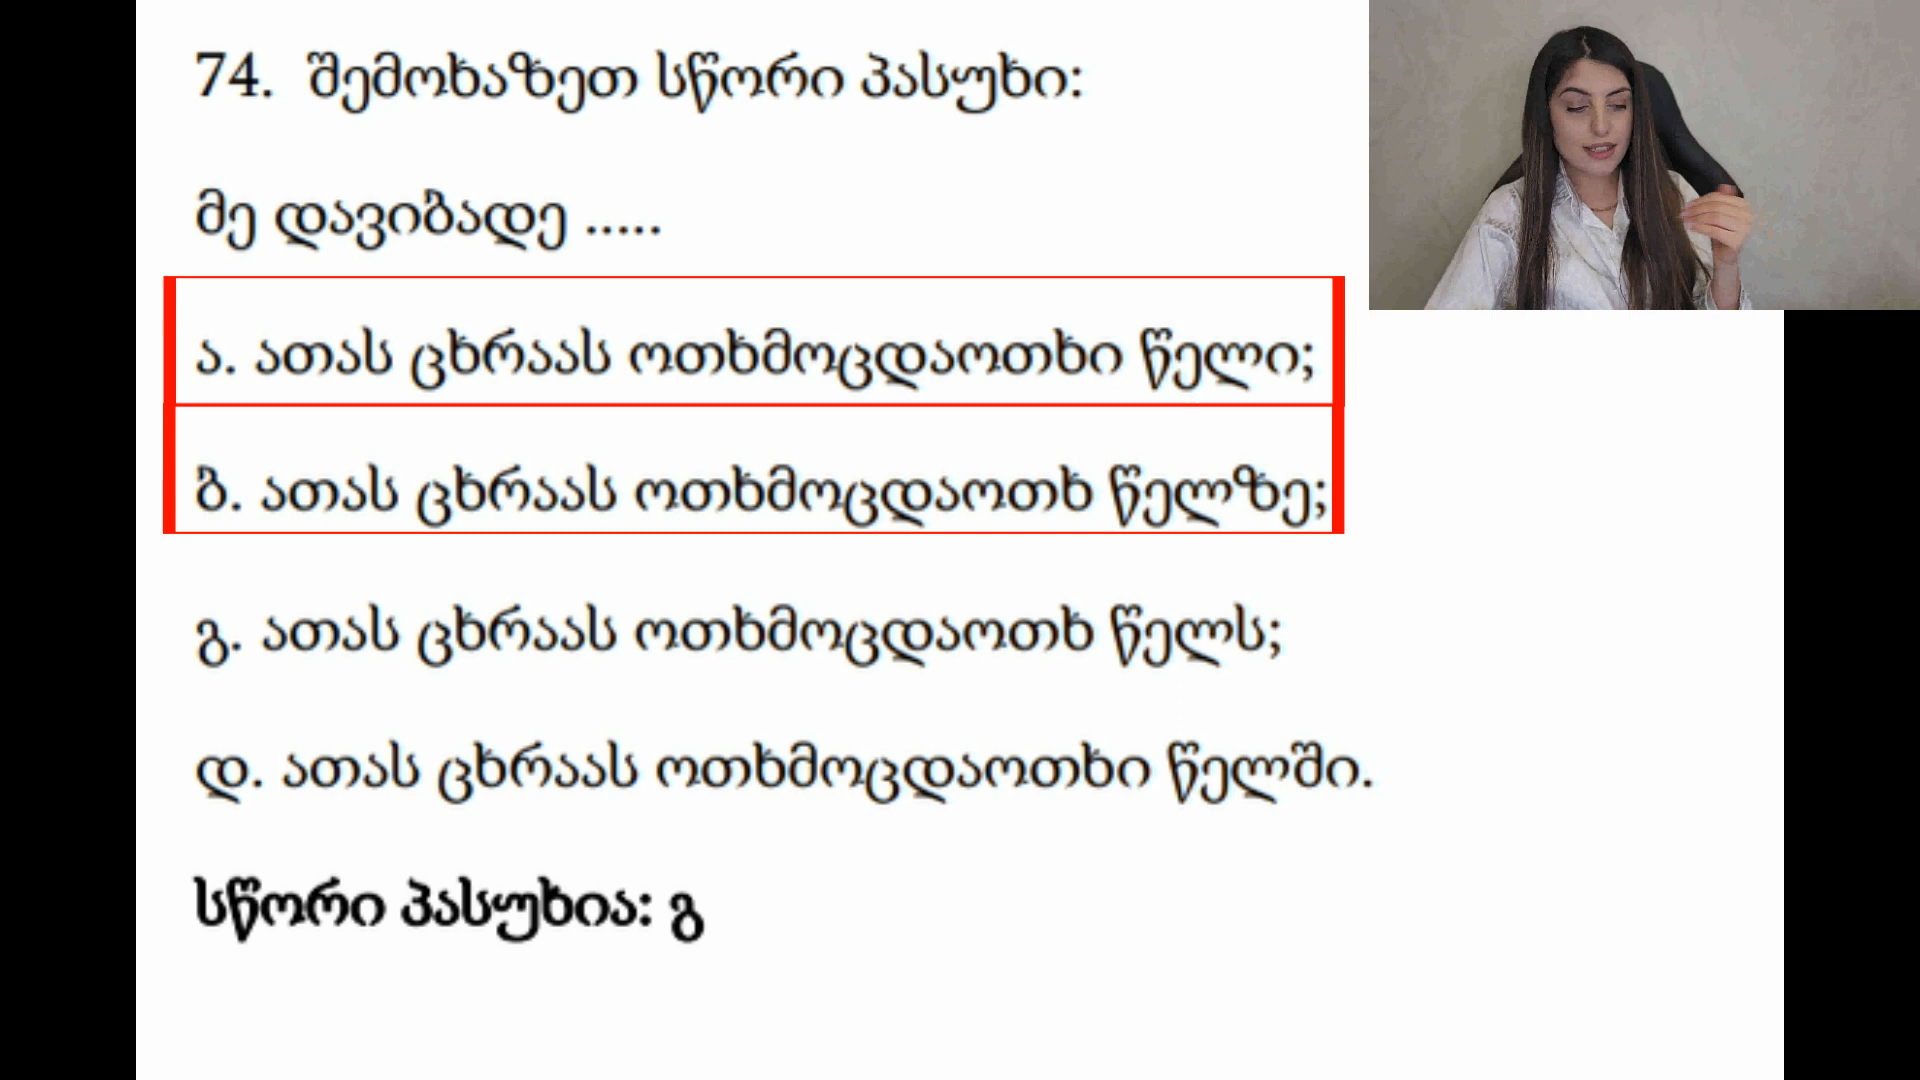 74. შემოხაზეთ სწორი პასუხი:
მე დავიბადე .....
ა. ათას ცხრაას ოთხმოცდაოთხი წელი;
ბ. ათას ცხრაას ოთხმოცდაოთხ წელზე;
გ. ათას ცხრაას ოთხმოცდაოთხ წელს;
დ. ათას ცხრაას ოთხმოცდაოთხი წელში.
სწორი პასუხია: გ